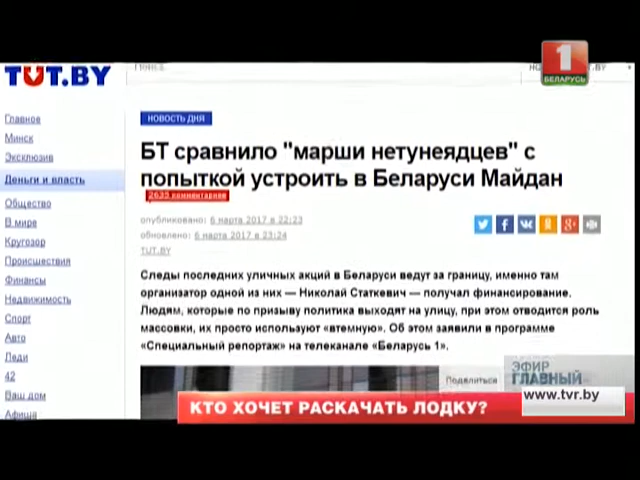 TUT.BY
1
БЕЛАРУСЬ
Главное
Минск
Эксклюзив
Деньги и власть
Общество
В мире
Кругозор
Происшествия
Финансы
Недвижимость
Спорт
Авто
Леди
42
Ваш дом
Афиша
НОВОСТЬ ДНЯ
БТ сравнило "марши нетунеядцев" с
попыткой устроить в Беларуси Майдан
2635 комментариев
опубликовано: 6 марта 2017 в 22:23
обновлено: 6 марта 2017 в 23:24
TUT.BY
Следы последних уличных акций в Беларуси ведут за границу, именно там
организатор одной из них — Николай Статкевич — получал финансирование.
Людям, которые по призыву политика выходят на улицу, при этом отводится роль
массовки, их просто используют «втемную». Об этом заявили в программе
«Специальный репортаж» на телеканале «Беларусь 1».
Поделиться
ЭФИР
ГЛАВНЫЙ
www.tvr.by
КТО ХОЧЕТ РАСКАЧАТЬ ЛОДКУ?